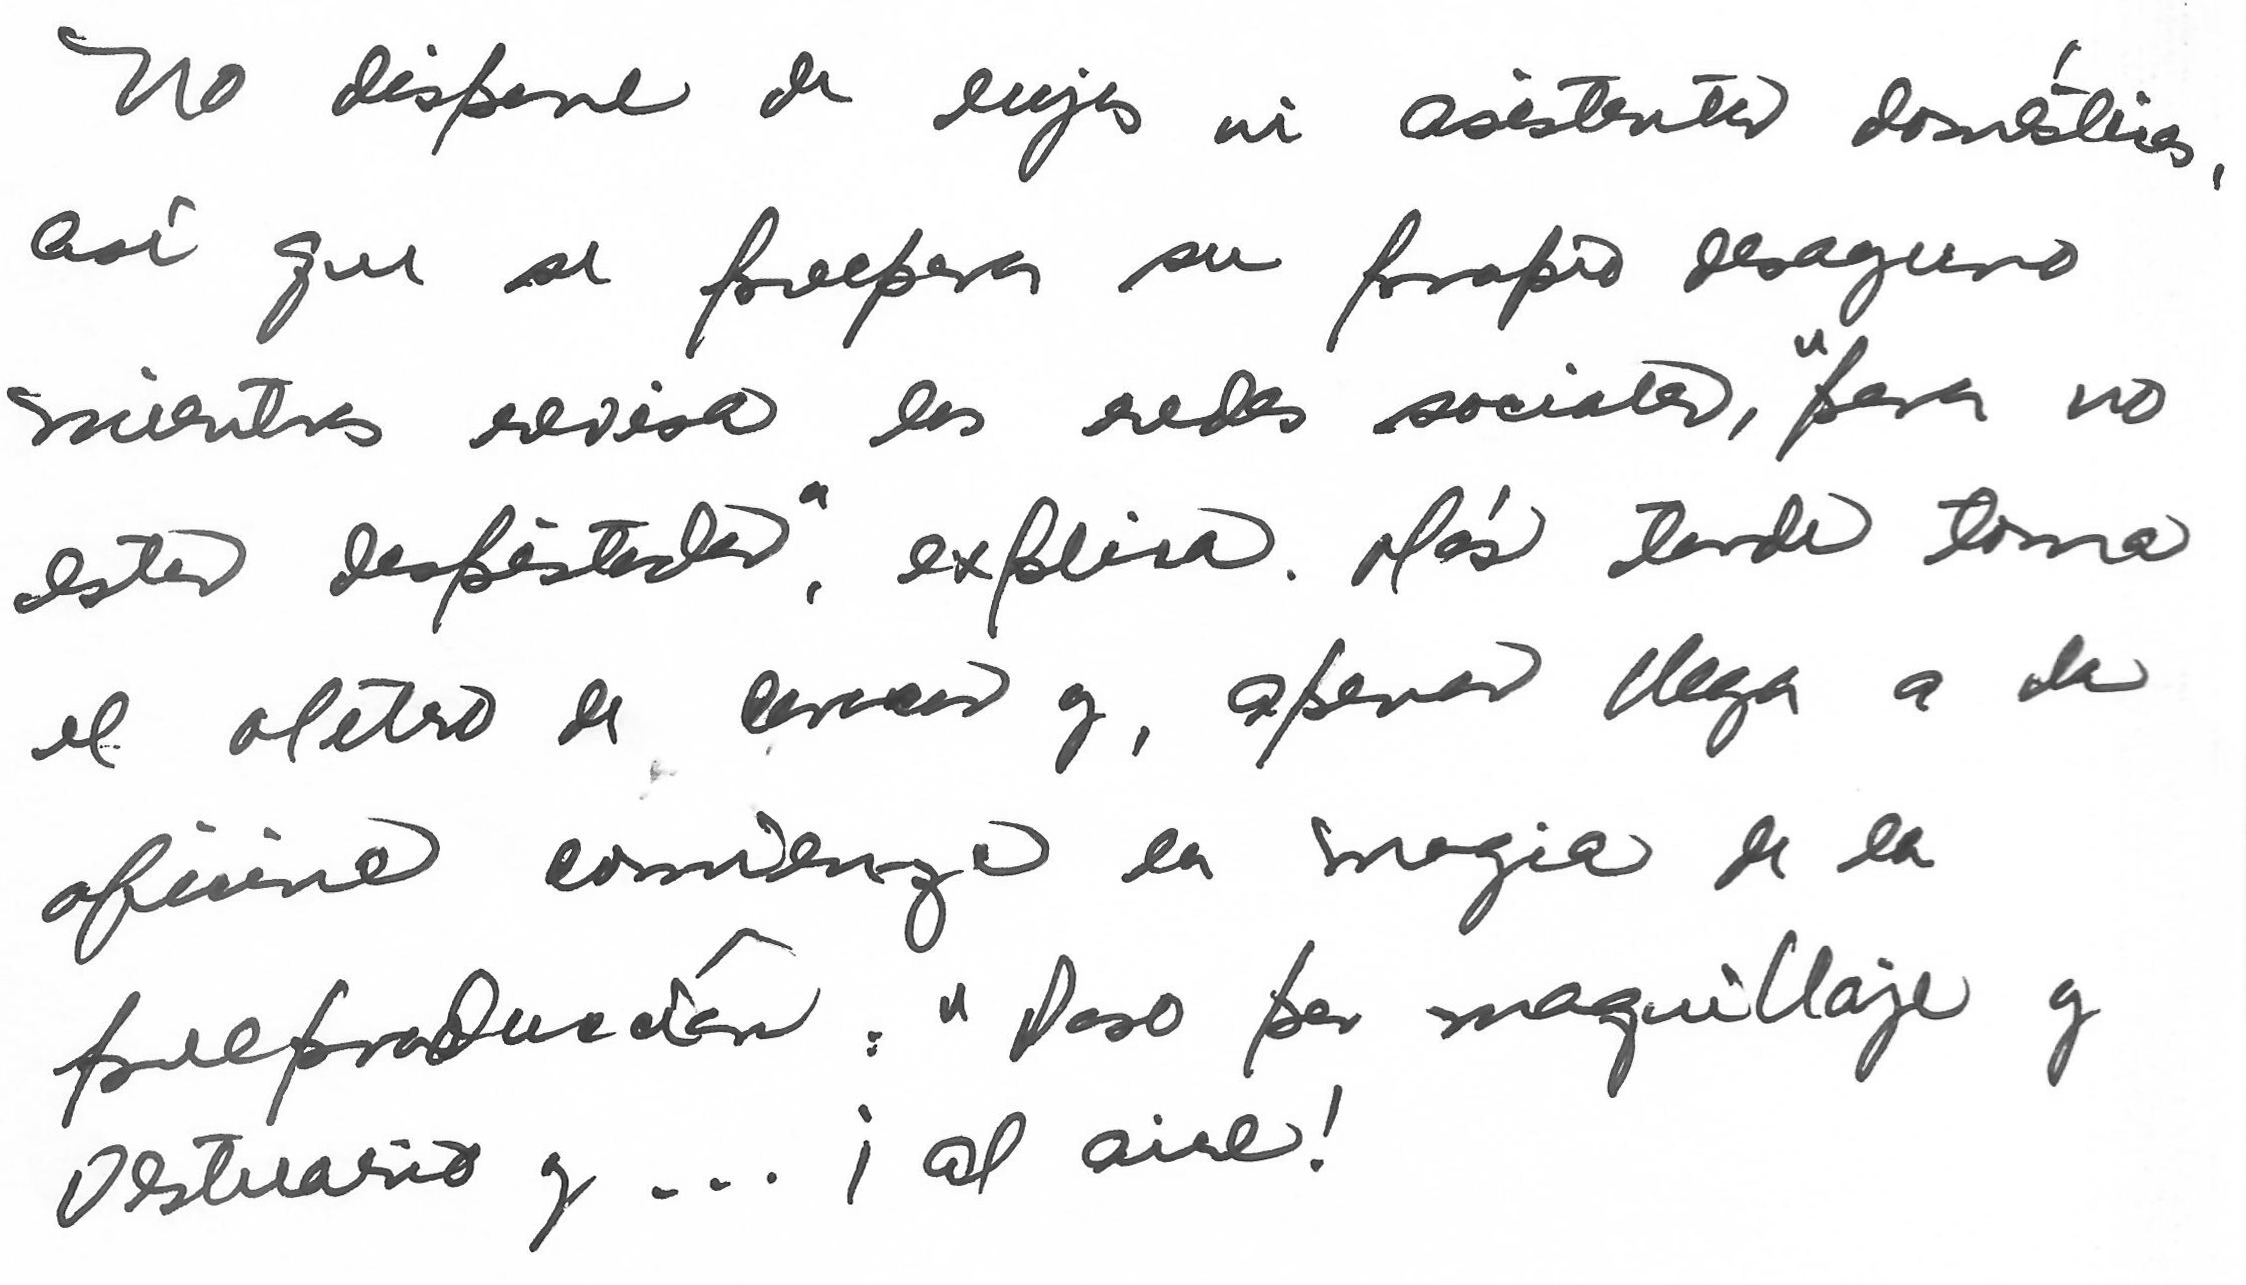 No dispone de lujos ni asistentes domésticos,
así que se prepara su propio desayuno
mientras revisa las redes sociales, "para no
estar despistada", explica. Más tarde toma
el Metro de Caracas y, apenas llega a la
oficina comienza la magia de la
preproducción: "Paso por maquillaje y
vestuario y... ¡al aire!